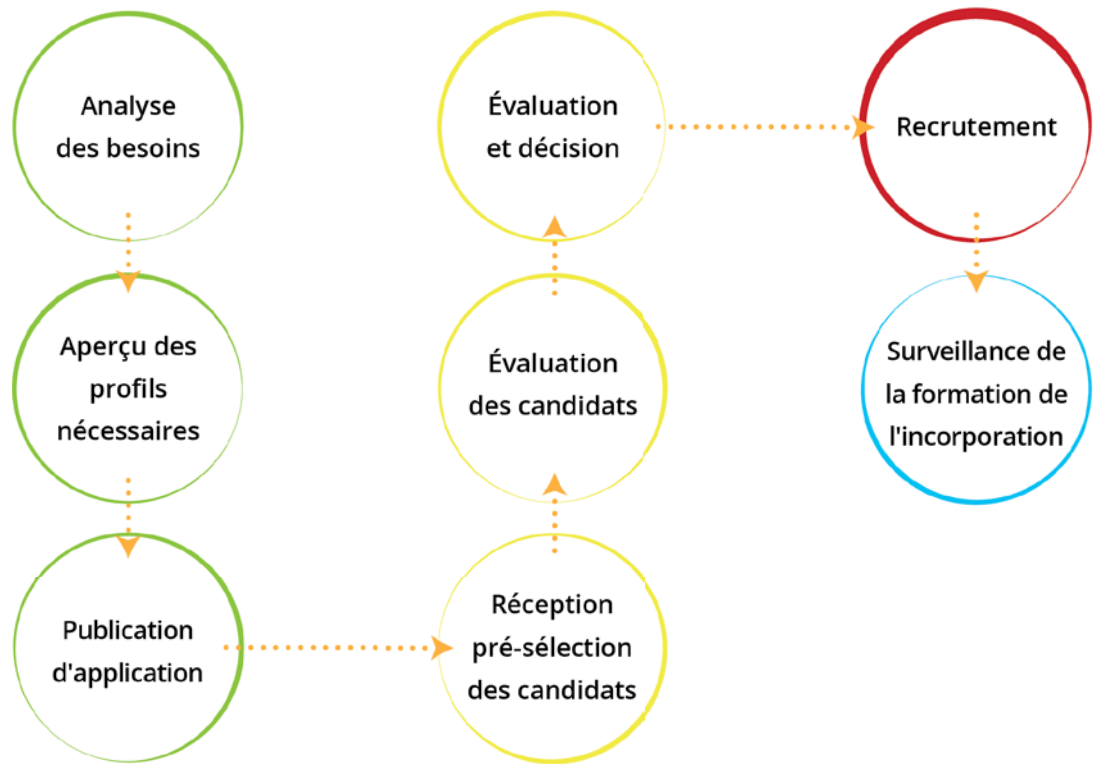 Analyse
des besoins
Aperçu des
profils
nécessaires
Publication
d'application
Réception
pré-sélection
des candidats
Évaluation
des candidats
Évaluation
et décision
Recrutement
Surveillance de
la formation de
l'incorporation